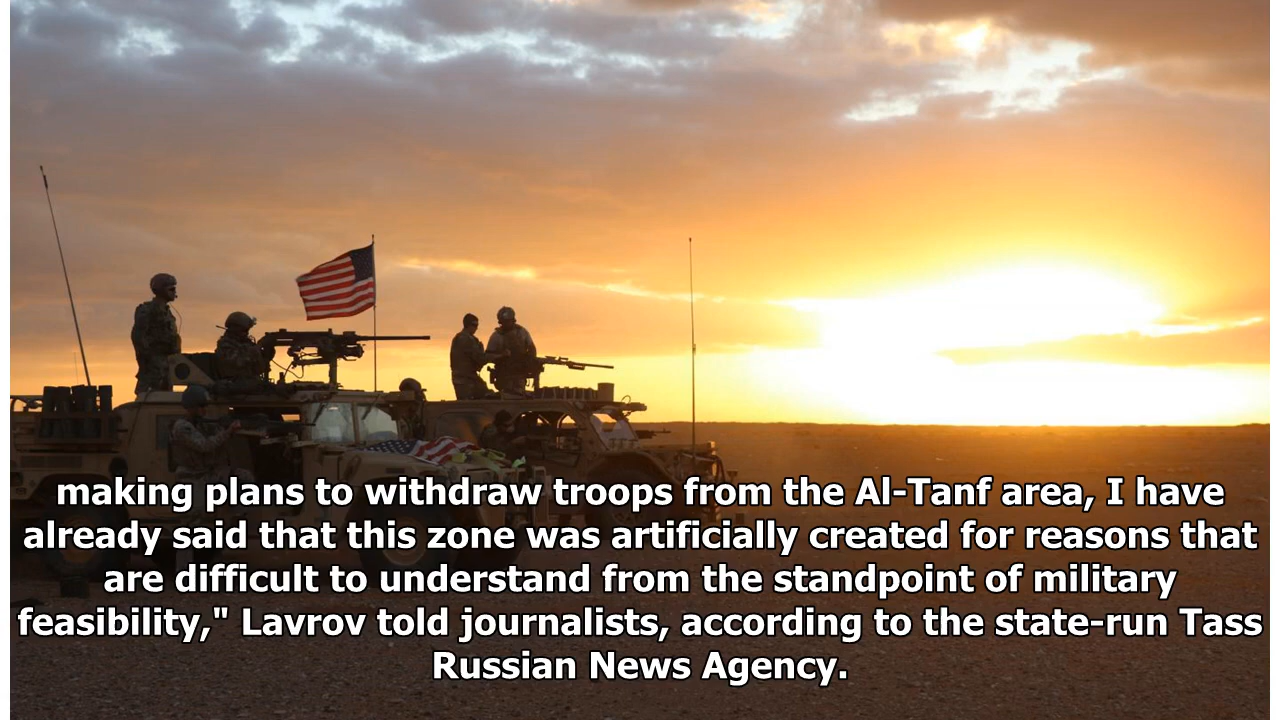 making plans to withdraw troops from the Al-Tanf area, I have
already said that this zone was artificially created for reasons that
are difficult to understand from the standpoint of military
feasibility," Lavrov told journalists, according to the state-run Tass
Russian News Agency.